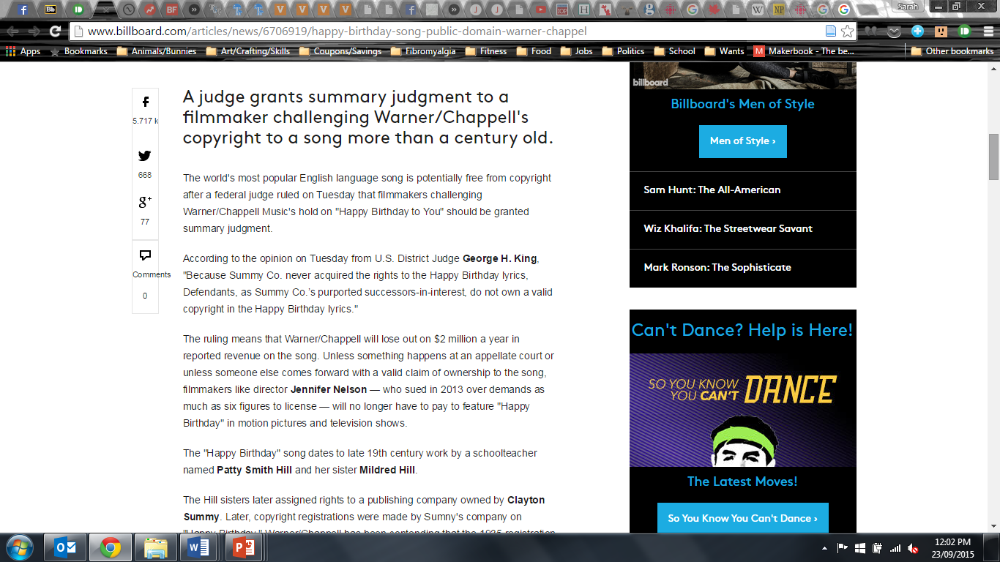 Sarah
www.billboard.com/articles/news/6706919/happy-birthday-song-public-domain-warner-chappel
Apps Bookmarks Animals/Bunnies Art/Crafting/Skills Coupons/Savings Fibromyalgia Fitness Food Jobs Politics School Wants M Makerbook - The be... Other bookmarks
5.717 k
668
g+
77
Comments
0
A judge grants summary judgment to a
filmmaker challenging Warner/Chappell's
copyright to a song more than a century old.
The world's most popular English language song is potentially free from copyright
after a federal judge ruled on Tuesday that filmmakers challenging
Warner/Chappell Music's hold on "Happy Birthday to You" should be granted
summary judgment.
According to the opinion on Tuesday from U.S. District Judge George H. King,
"Because Summy Co. never acquired the rights to the Happy Birthday lyrics,
Defendants, as Summy Co.'s purported successors-in-interest, do not own a valid
copyright in the Happy Birthday lyrics."
The ruling means that Warner/Chappell will lose out on $2 million a year in
reported revenue on the song. Unless something happens at an appellate court or
unless someone else comes forward with a valid claim of ownership to the song,
filmmakers like director Jennifer Nelson — who sued in 2013 over demands as
much as six figures to license — will no longer have to pay to feature "Happy
Birthday" in motion pictures and television shows.
The "Happy Birthday" song dates to late 19th century work by a schoolteacher
named Patty Smith Hill and her sister Mildred Hill.
The Hill sisters later assigned rights to a publishing company owned by Clayton
Summy. Later, copyright registrations were made by Sumny's company on
"Happy Birthday." Warner/Chappell has been contending that the 1935 registration
billboard
Billboard's Men of Style
Men of Style ›
Sam Hunt: The All-American
Wiz Khalifa: The Streetwear Savant
Mark Ronson: The Sophisticate
Can't Dance? Help is Here!
SO YOU KNOW
YOU CAN'T DANCE
The Latest Moves!
So You Know You Can't Dance ›
12:02 PM
23/09/2015